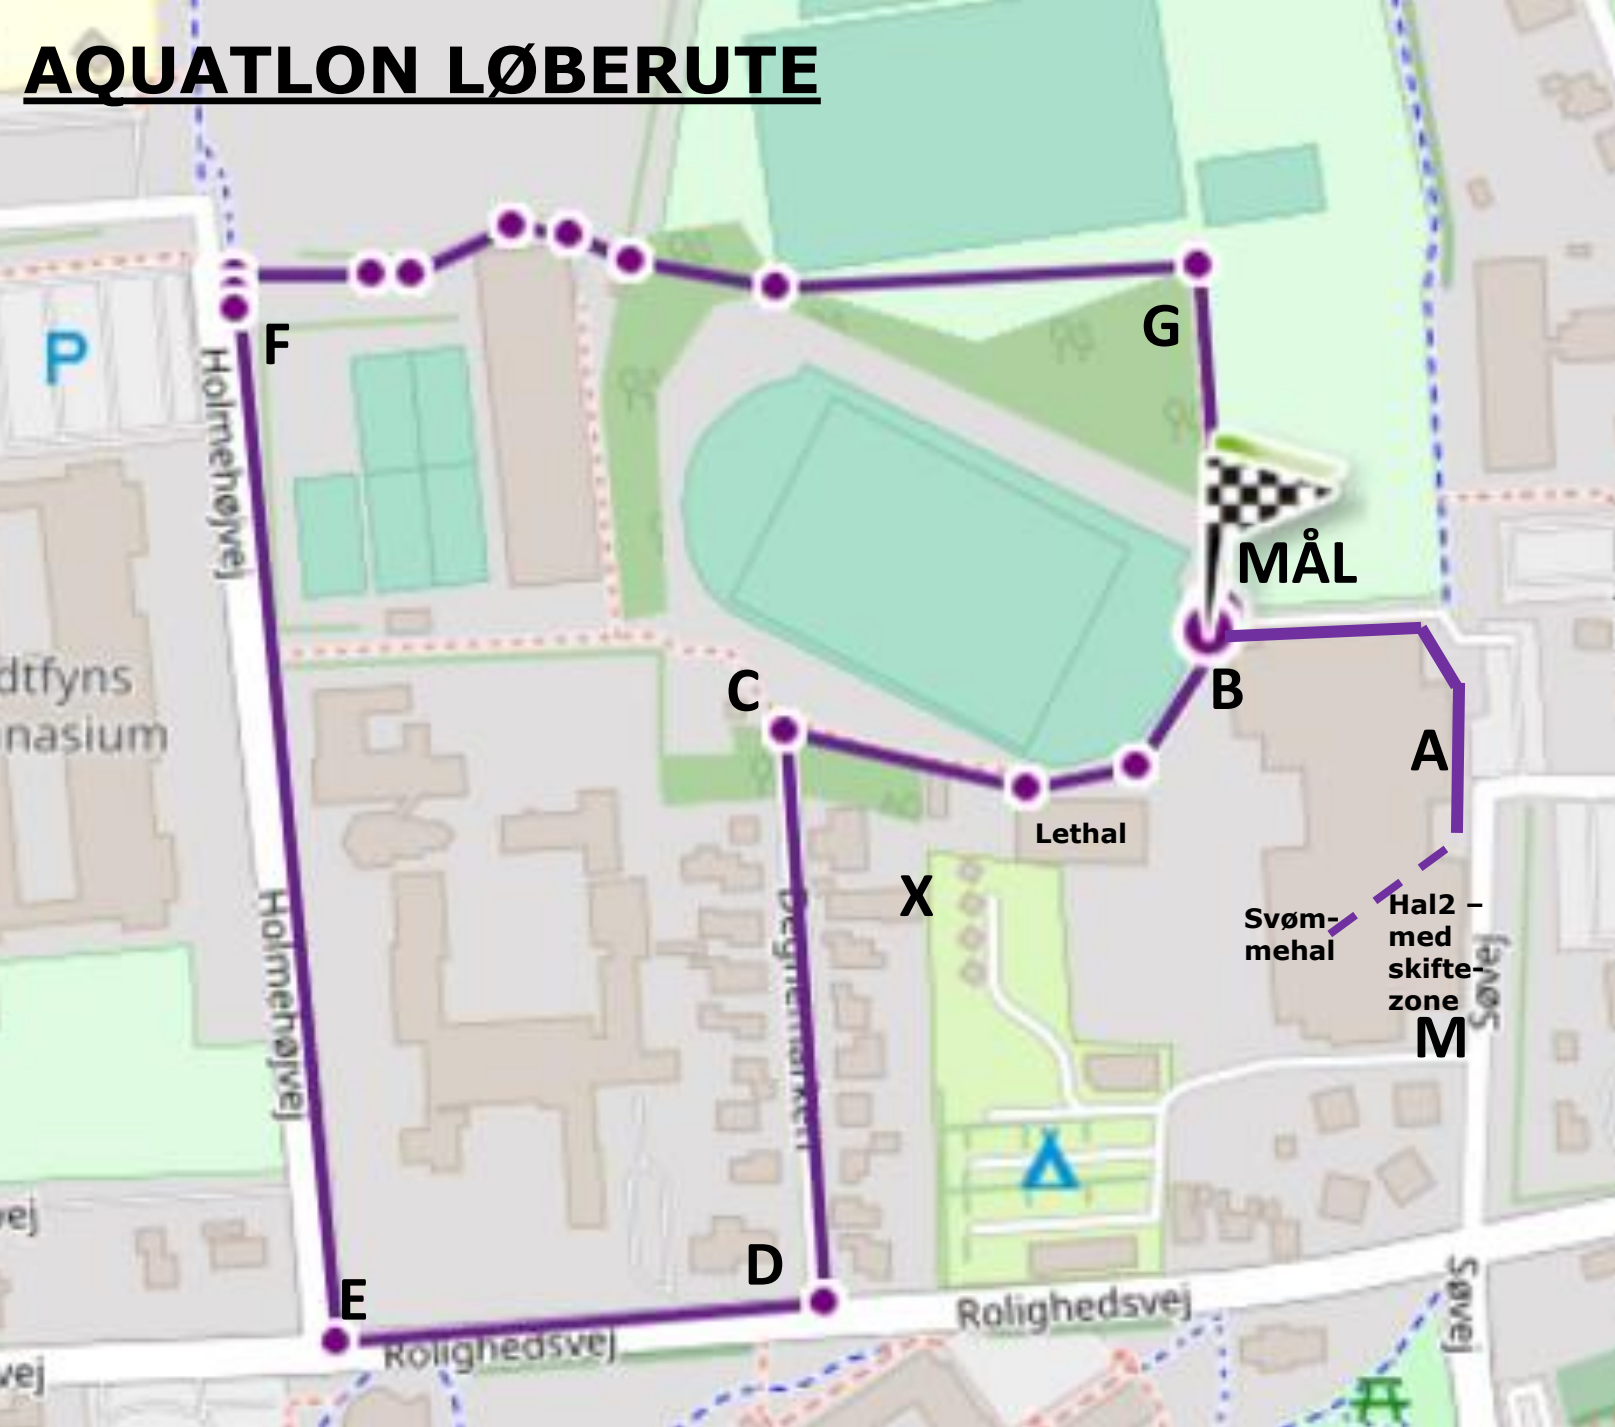 AQUATLON LØBERUTE
P
F
G
Holmehøjvej
MÅL
dtfyns
nasium
C
B
A
Lethal
X
Holmehøjvej
Degnemarken
Svøm-
mehal
Hal2 –
med
skifte-
zone
M
Søvej
D
E
Rolighedsvej
Rolighedsvej
Søvej
vej
vej